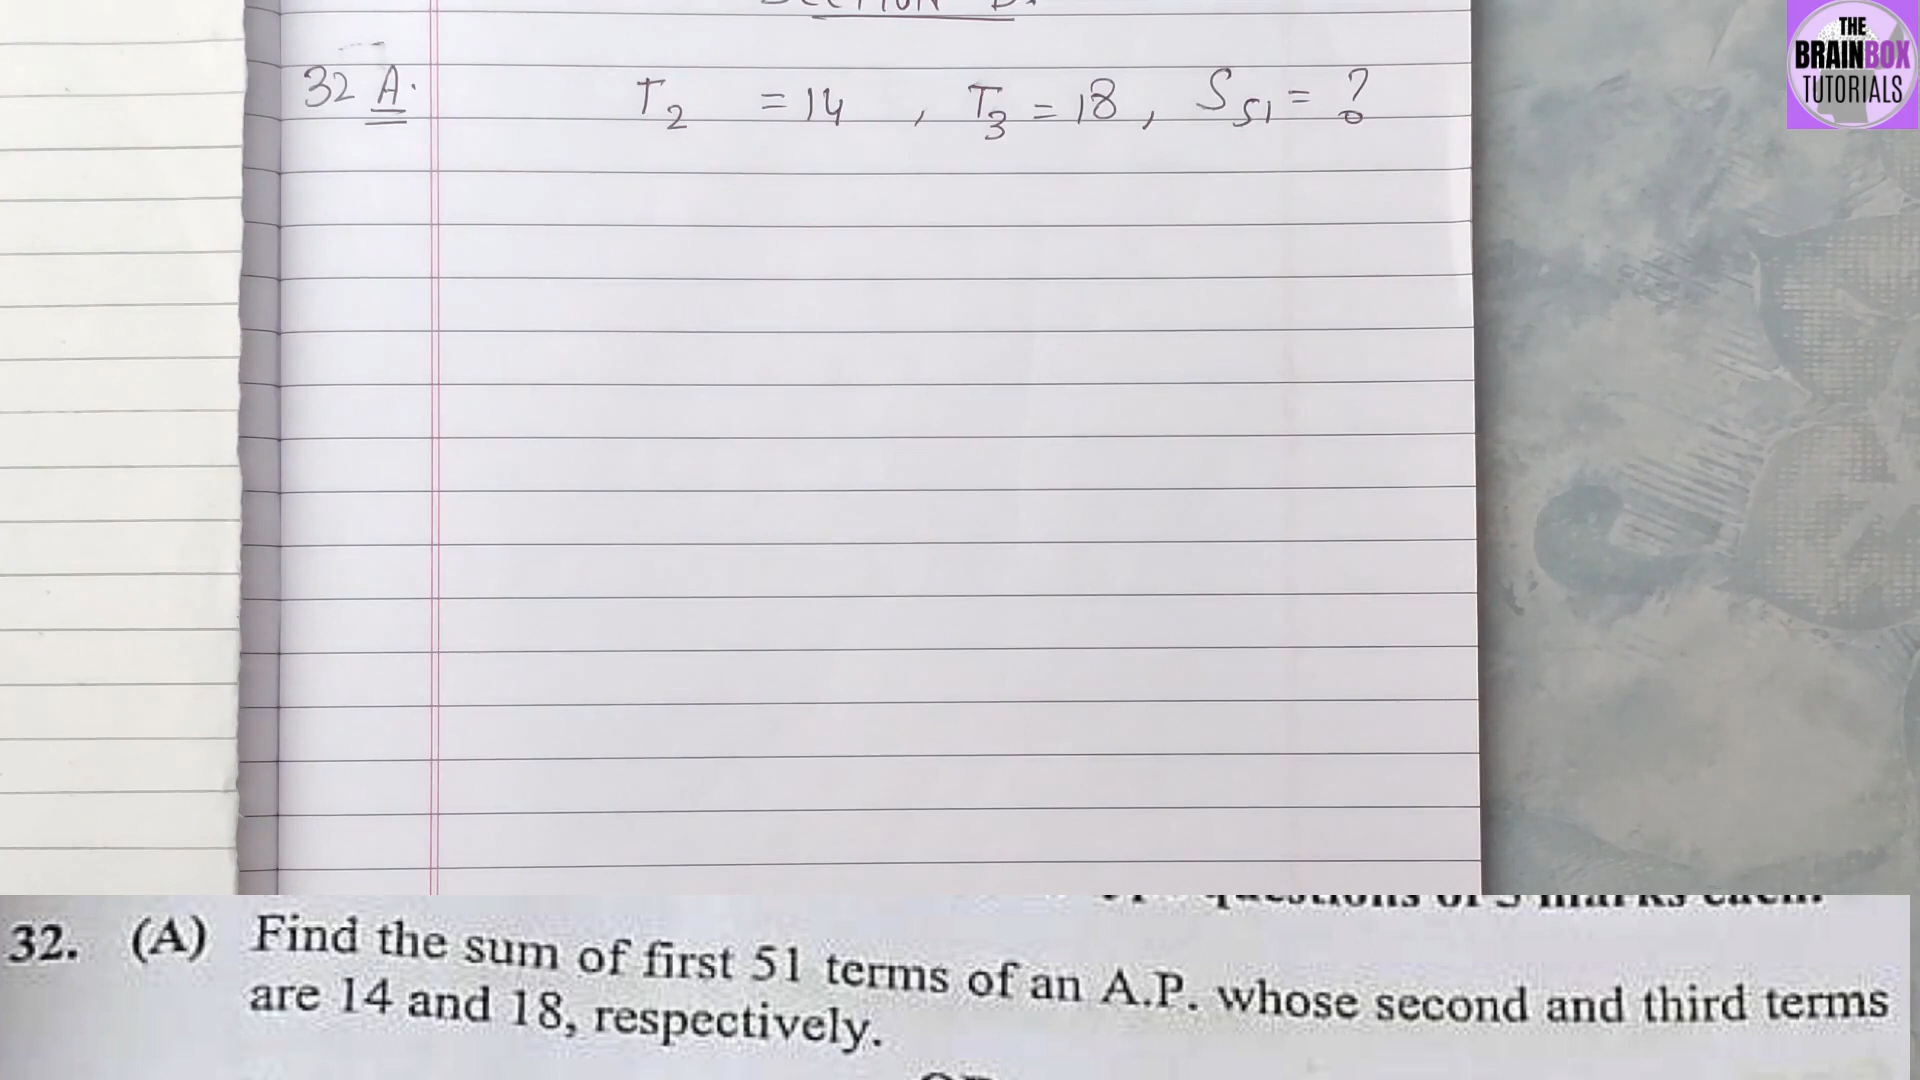 THE
BRAINBOX
TUTORIALS
32 A.
T2 = 14 , T3 = 18 , S51 = ?
32. (A) Find the sum of first 51 terms of an A.P. whose second and third terms
are 14 and 18, respectively.